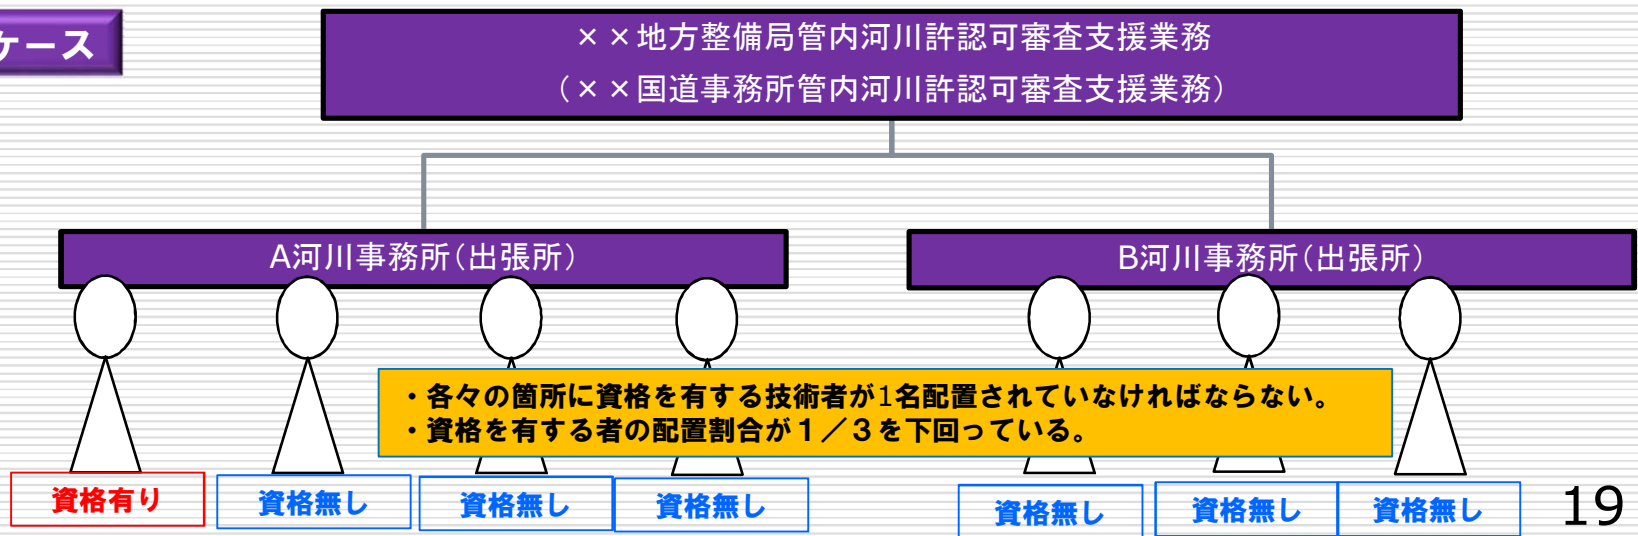 ケース
××地方整備局管内河川許認可審査支援業務
（××国道事務所管内河川許認可審査支援業務）
A河川事務所（出張所）
B河川事務所（出張所）
・各々の箇所に資格を有する技術者が1名配置されていなければならない。
・資格を有する者の配置割合が１／３を下回っている。
資格有り
資格無し
資格無し
資格無し
資格無し
資格無し
資格無し
19